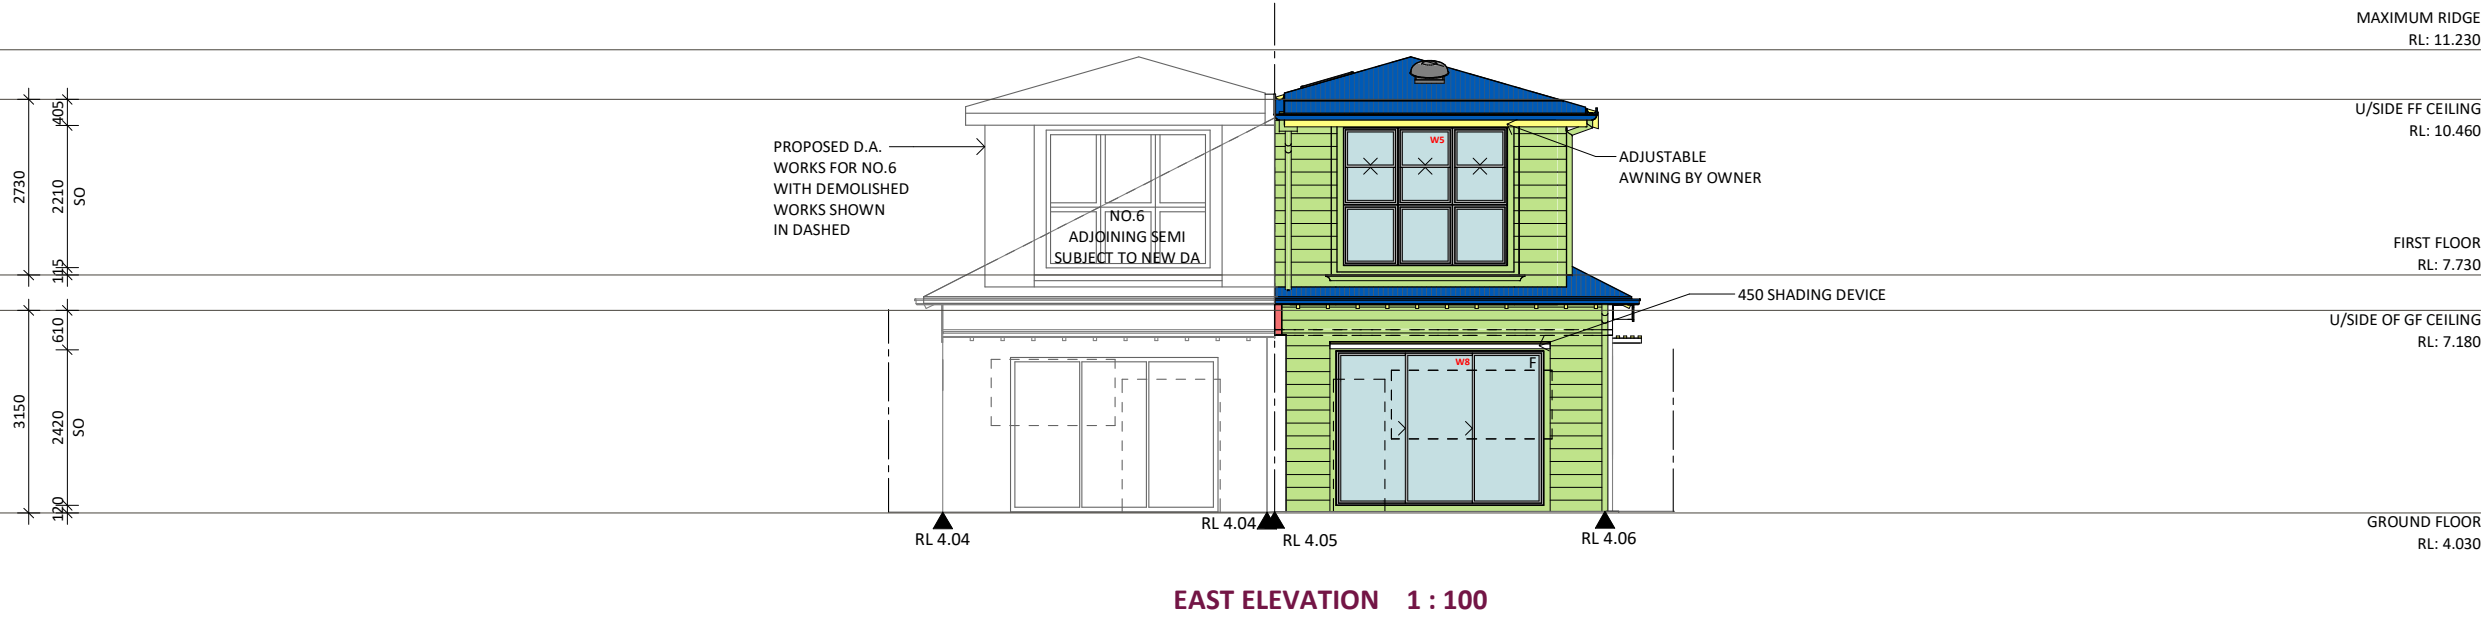 MAXIMUM RIDGE
RL: 11.230
U/SIDE FF CEILING
RL: 10.460
FIRST FLOOR
RL: 7.730
U/SIDE OF GF CEILING
RL: 7.180
GROUND FLOOR
RL: 4.030
2730
3150
405
2210
SO
115
610
2420
SO
120
PROPOSED D.A.
WORKS FOR NO.6
WITH DEMOLISHED
WORKS SHOWN
IN DASHED
NO.6
ADJOINING SEMI
SUBJECT TO NEW DA
W5
ADJUSTABLE
AWNING BY OWNER
450 SHADING DEVICE
W8
F
RL 4.04
RL 4.04
RL 4.05
RL 4.06
EAST ELEVATION 1 : 100